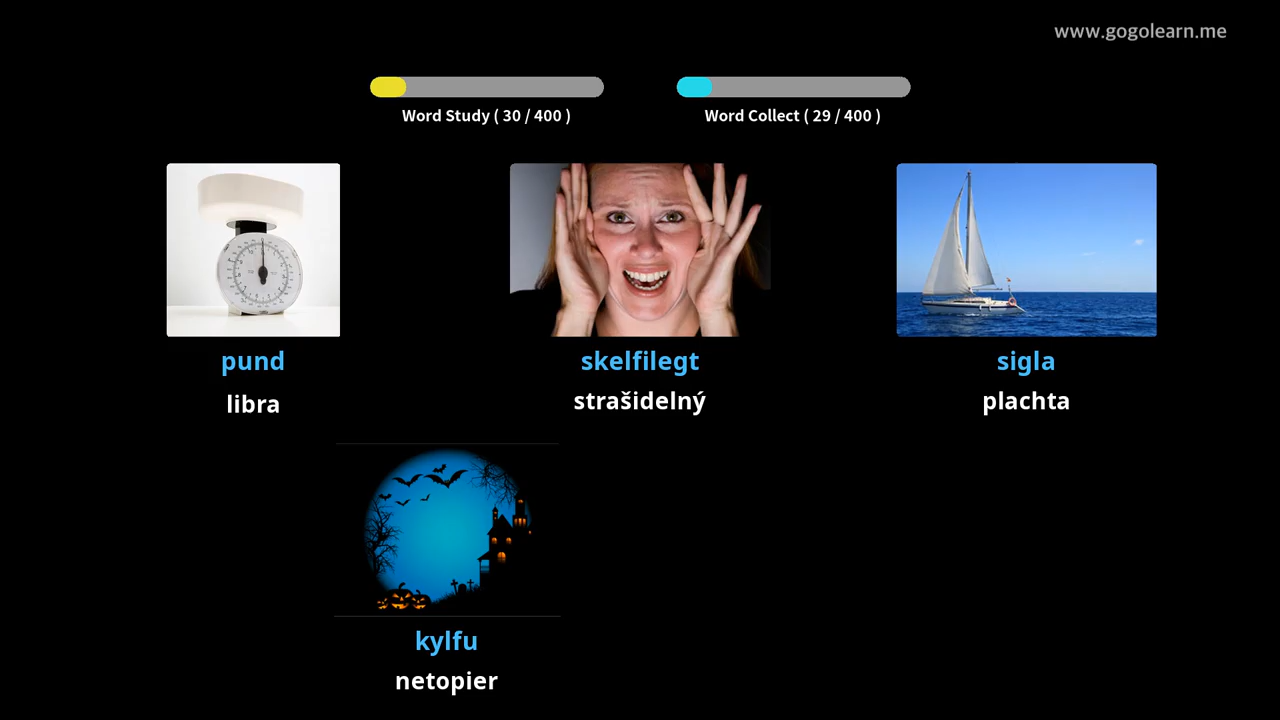 www.gogolearn.me
Word Study ( 30 / 400 )
Word Collect ( 29 / 400 )
pund
libra
skelfilegt
strašidelný
sigla
plachta
kylfu
netopier